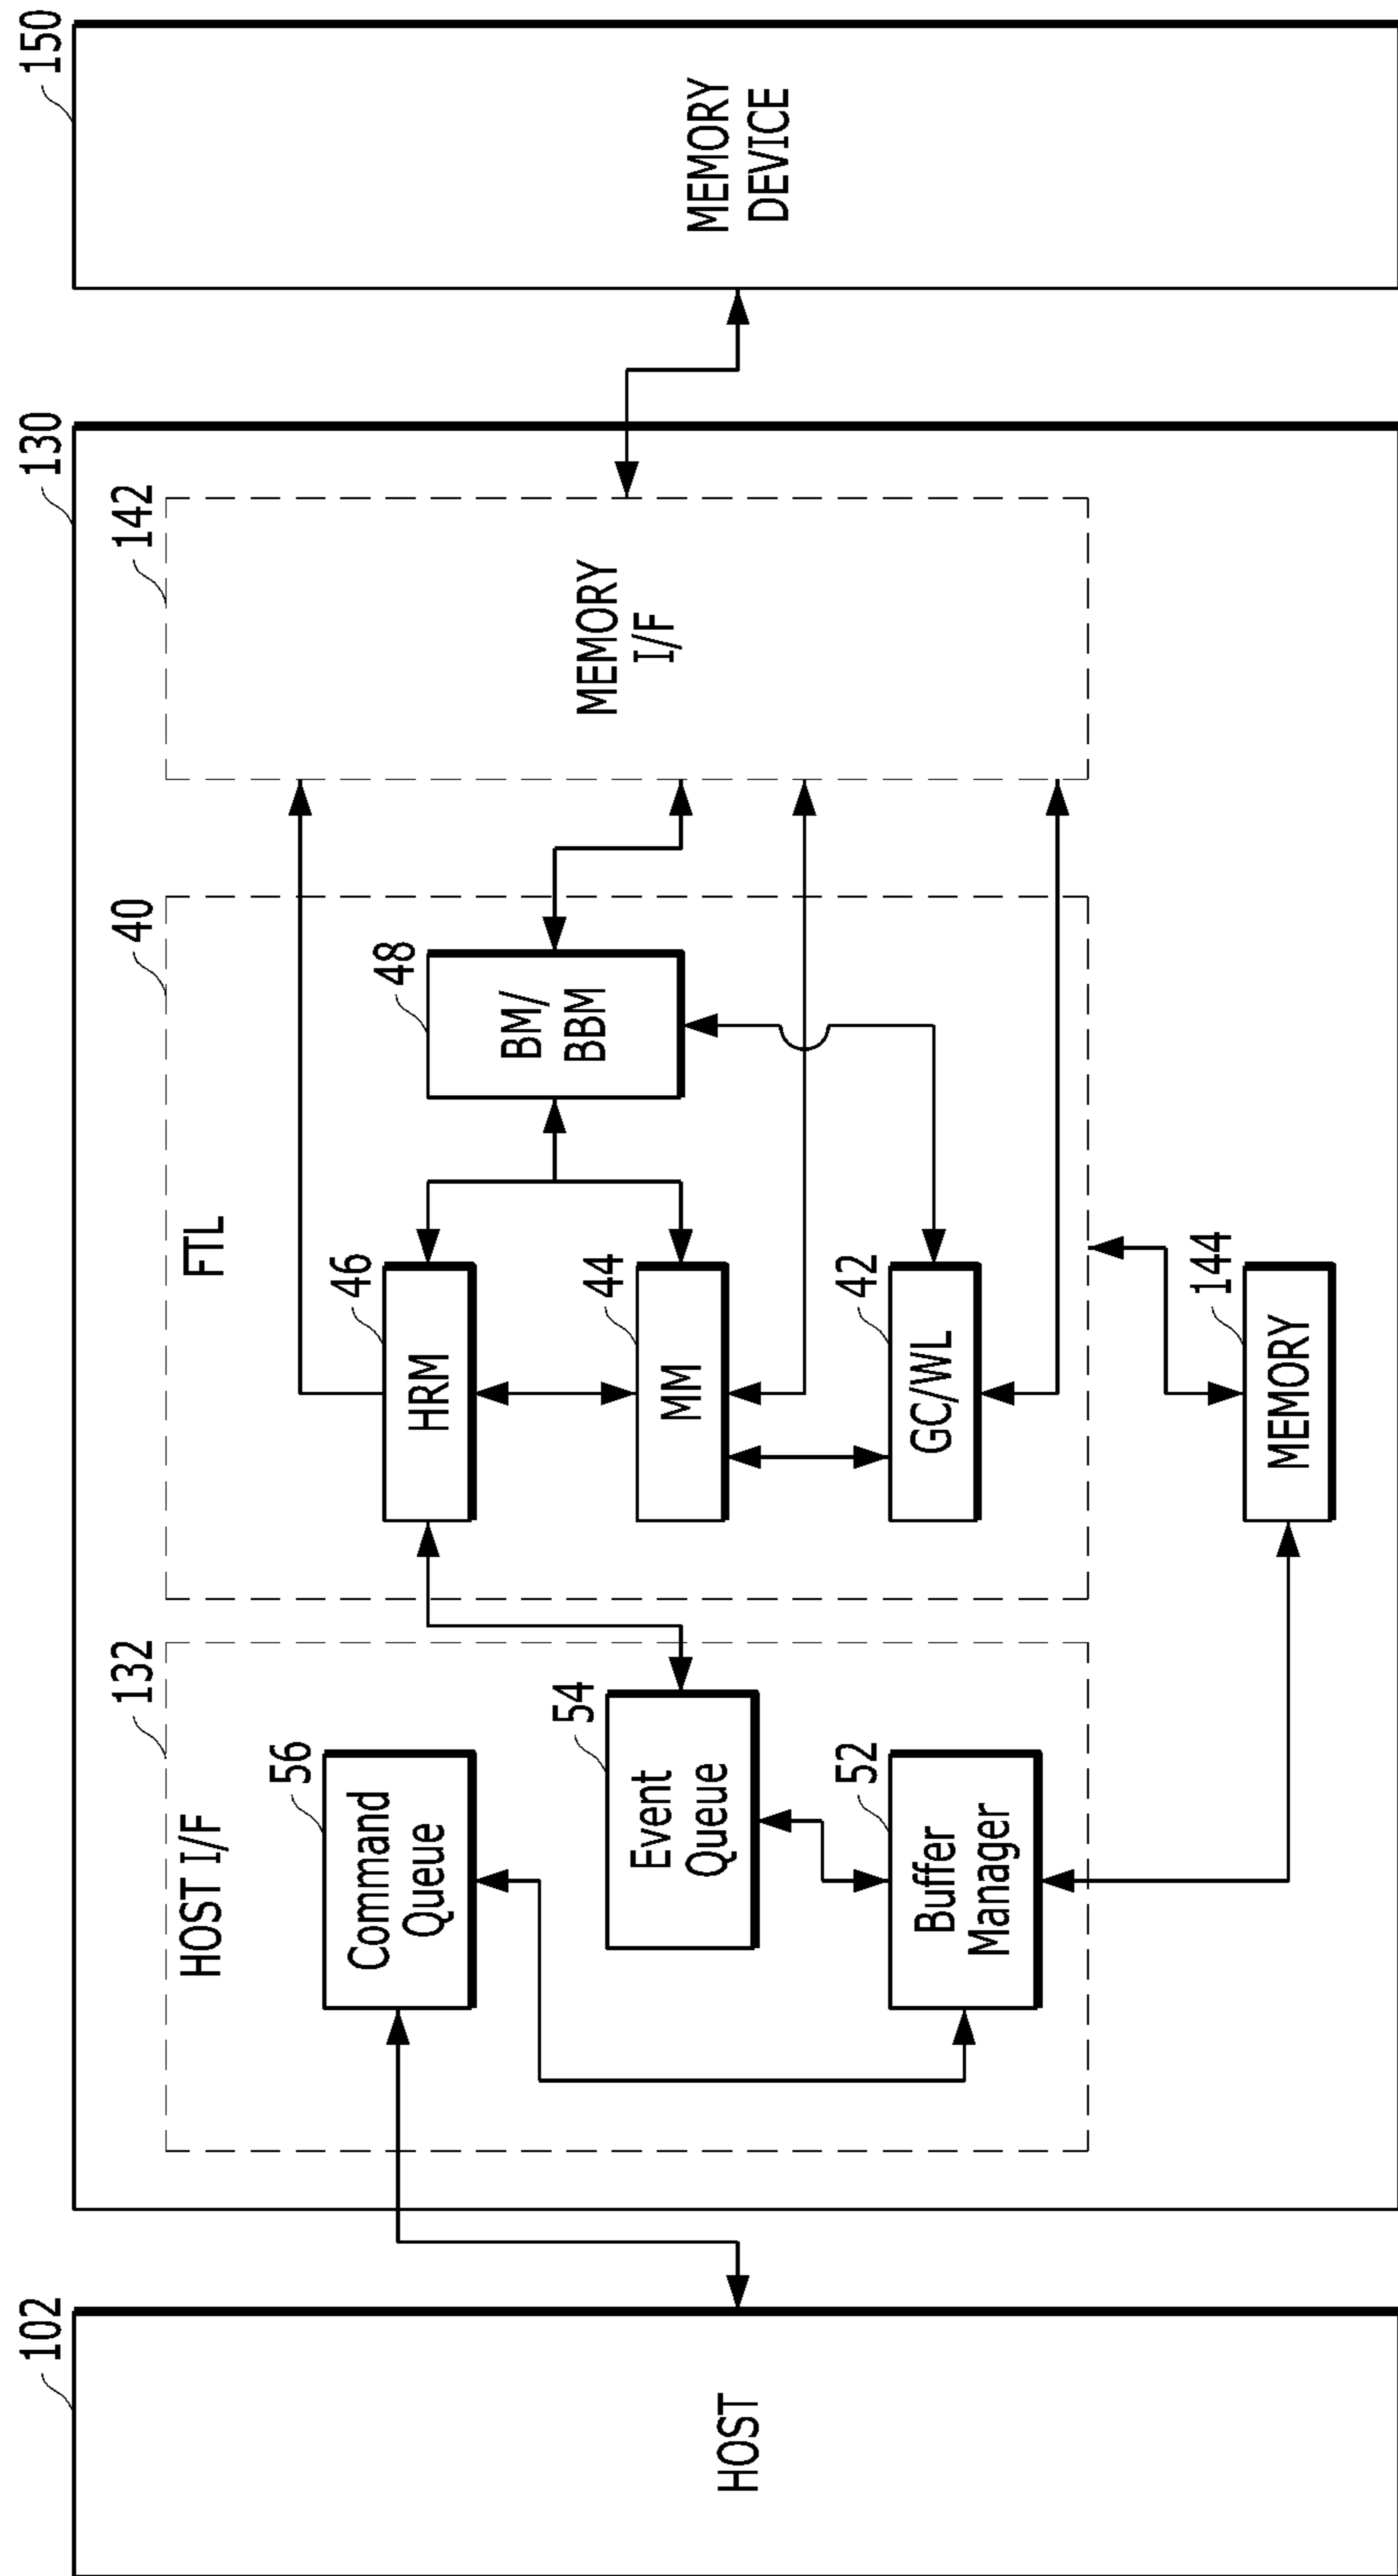 102
HOST
130
132
HOST I/F
56
Command
Queue
54
Event
Queue
52
Buffer
Manager
40
FTL
46
HRM
44
MM
42
GC/WL
48
BM/
BBM
144
MEMORY
142
MEMORY
I/F
150
MEMORY
DEVICE